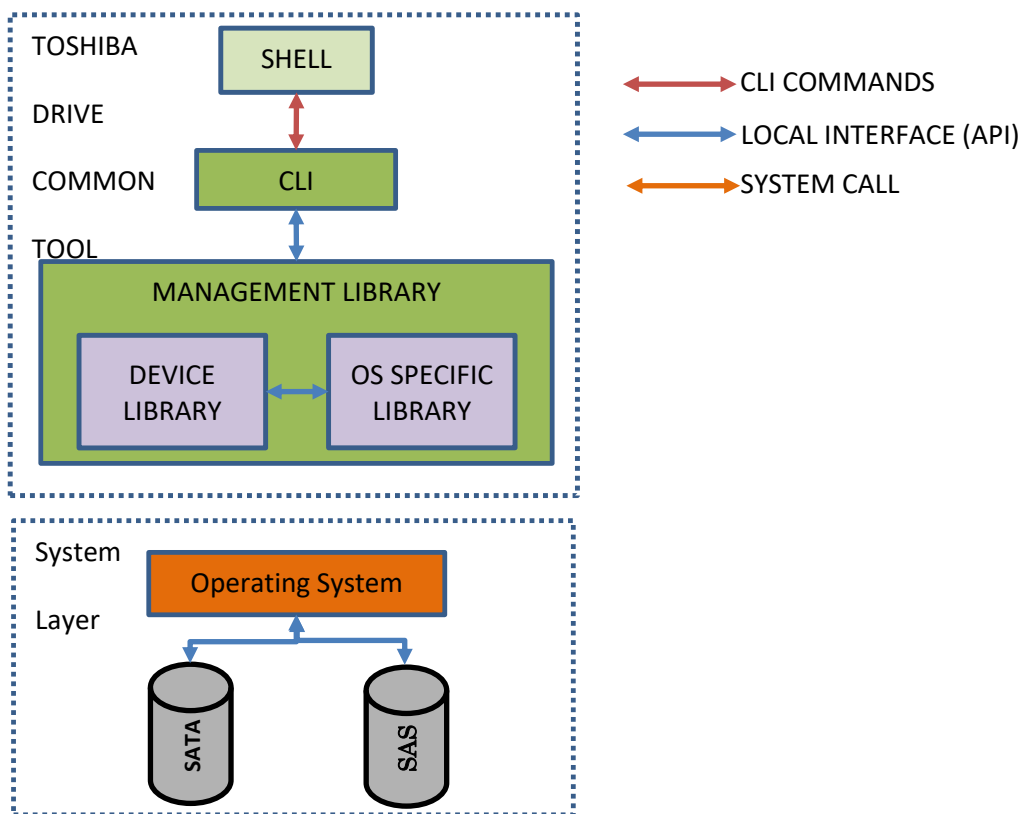 TOSHIBA
SHELL
DRIVE
COMMON
CLI
TOOL
MANAGEMENT LIBRARY
DEVICE
LIBRARY
OS SPECIFIC
LIBRARY
CLI COMMANDS
LOCAL INTERFACE (API)
SYSTEM CALL
System
Operating System
Layer
SATA
SAS